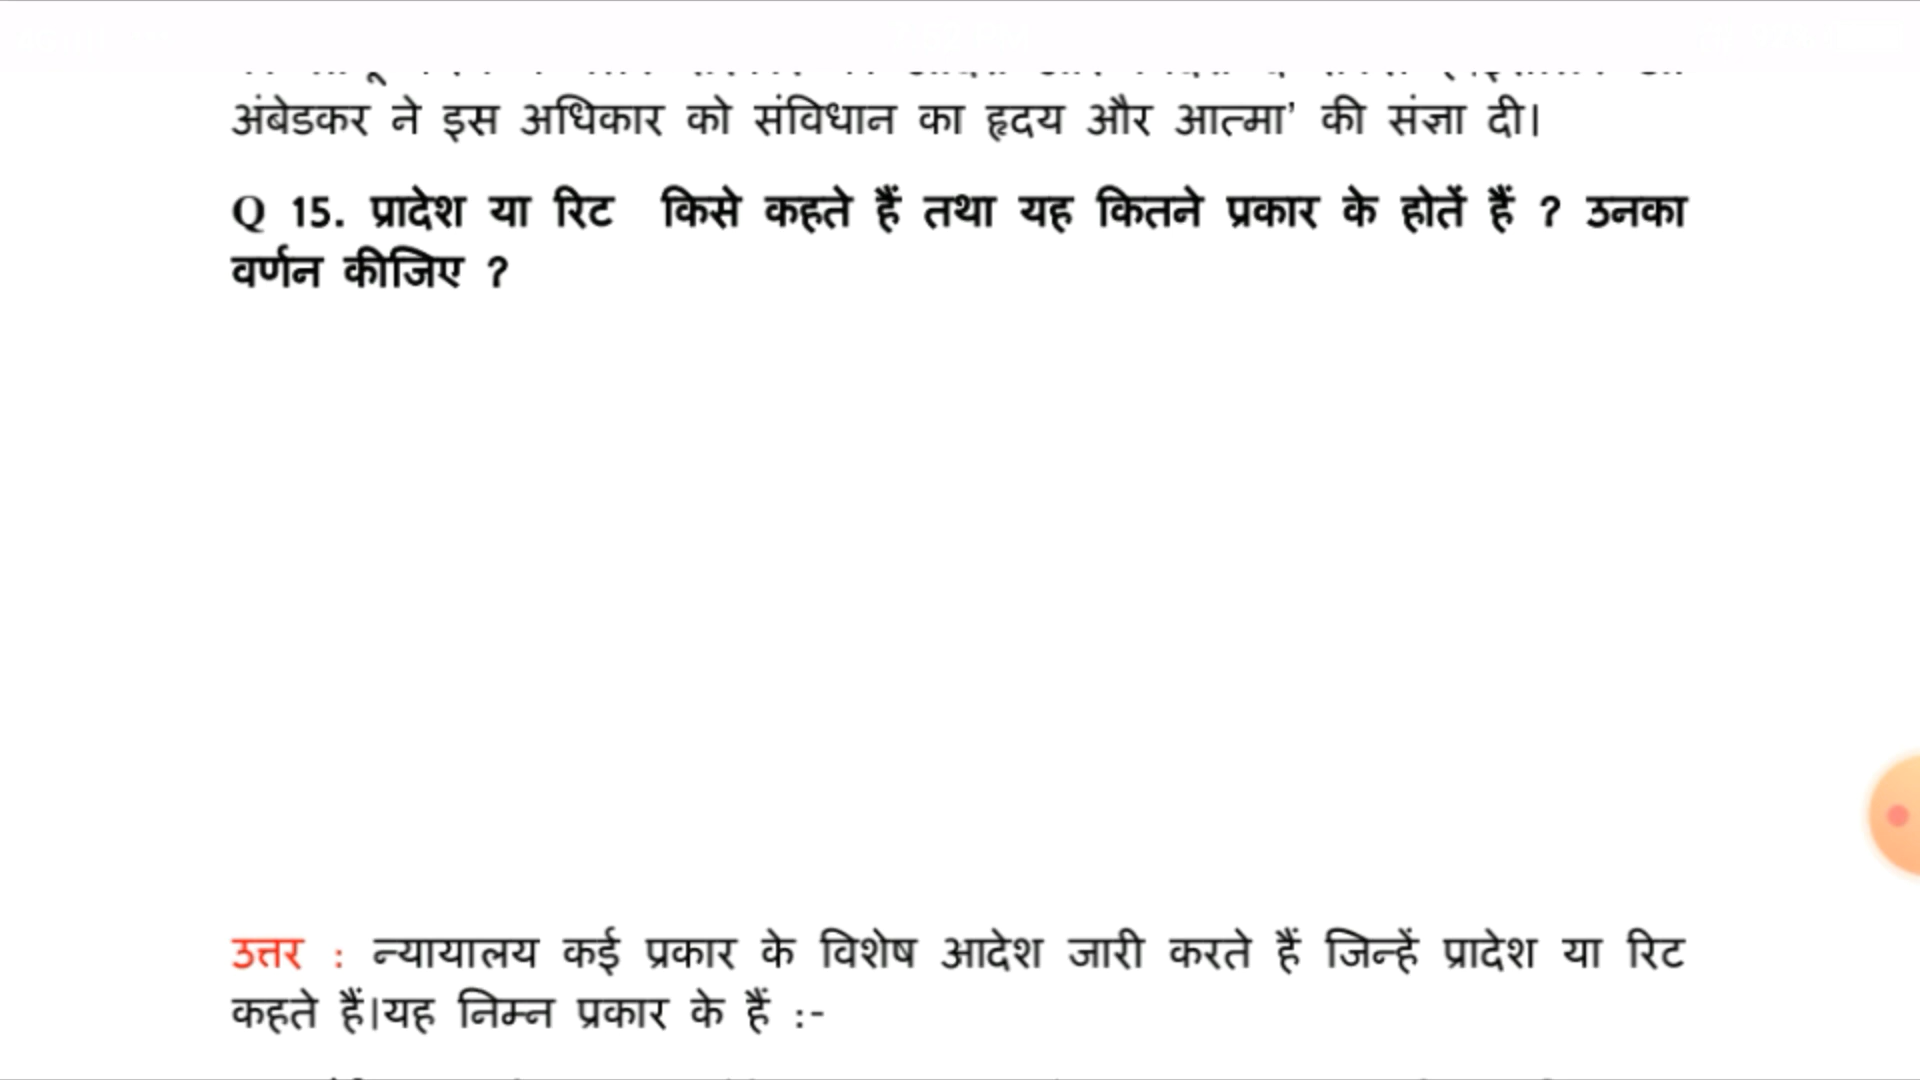 अंबेडकर ने इस अधिकार को संविधान का हृदय और आत्मा’ की संज्ञा दी।
Q 15. प्रादेश या रिट किसे कहते हैं तथा यह कितने प्रकार के होतें हैं ? उनका
वर्णन कीजिए ?
उत्तर : न्यायालय कई प्रकार के विशेष आदेश जारी करते हैं जिन्हें प्रादेश या रिट
कहते हैं।यह निम्न प्रकार के हैं :-